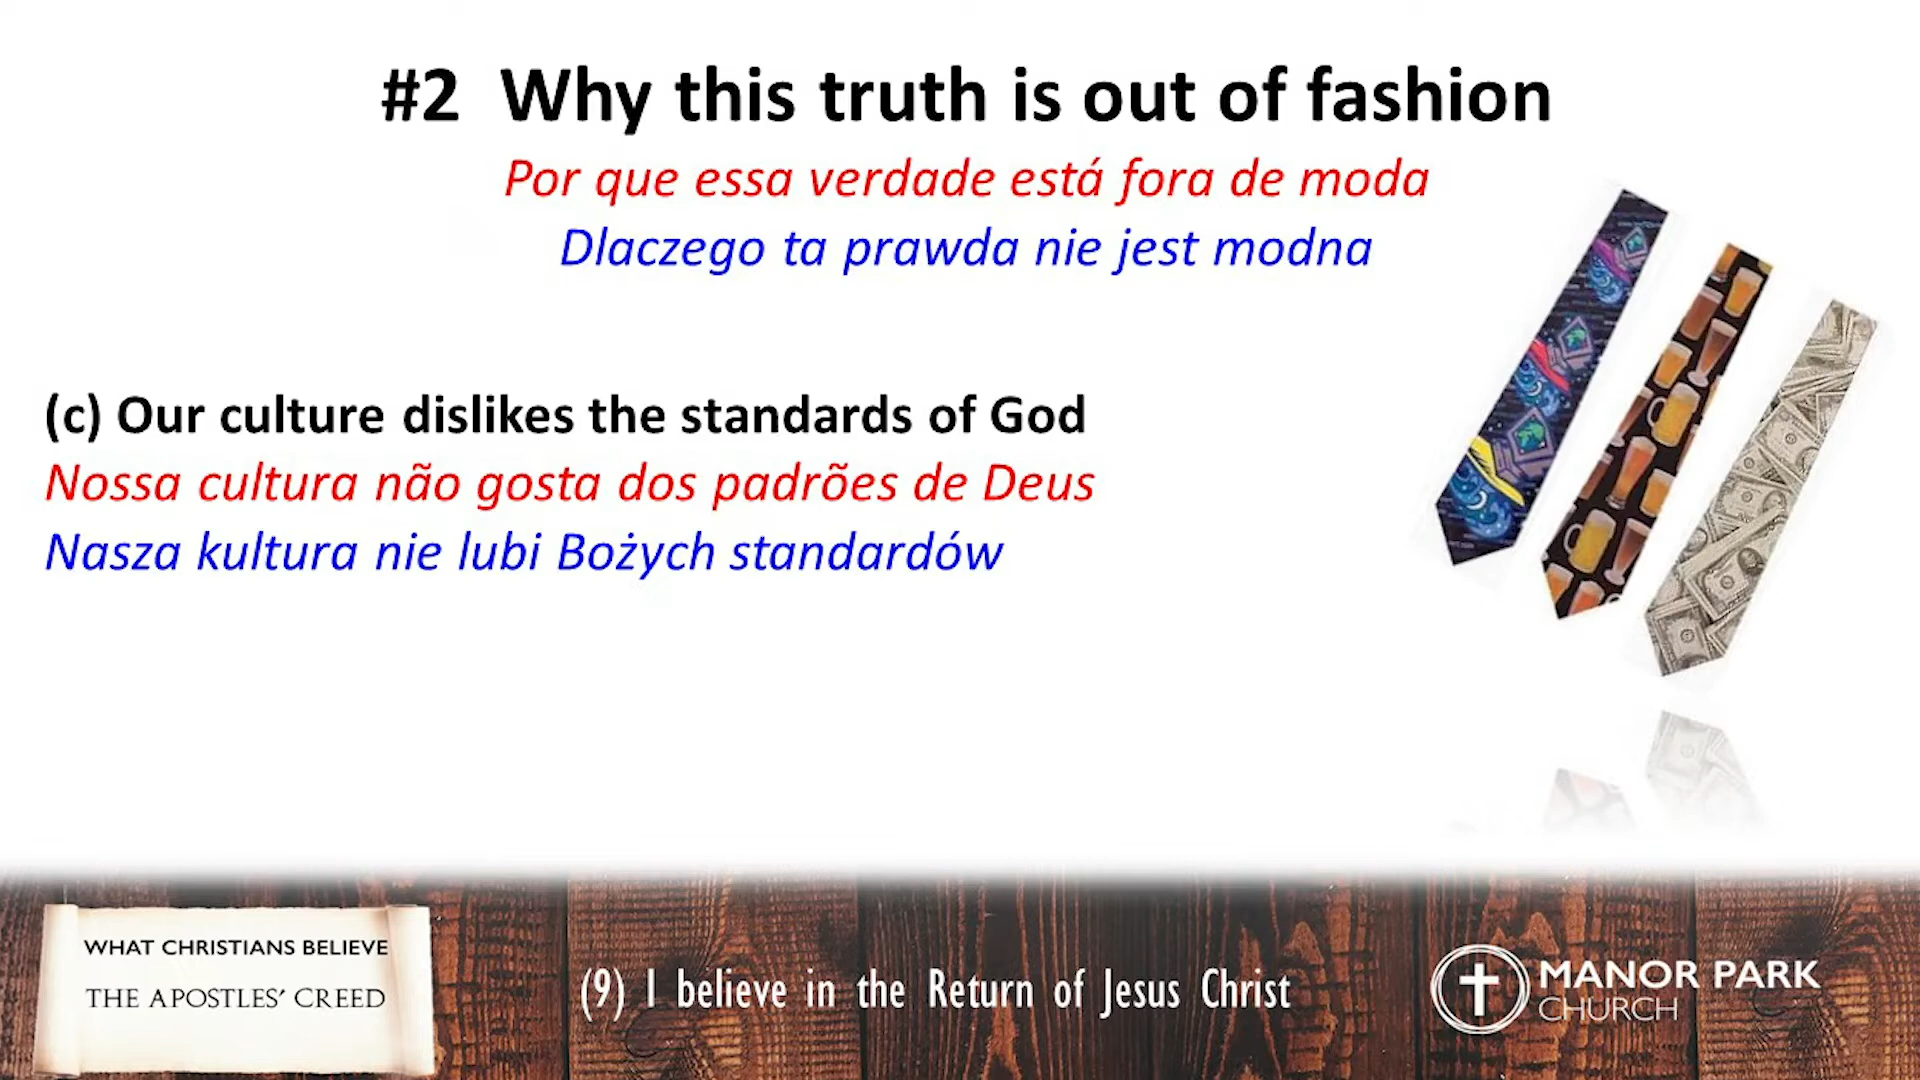 #2 Why this truth is out of fashion
Por que essa verdade está fora de moda
Dlaczego ta prawda nie jest modna
(c) Our culture dislikes the standards of God
Nossa cultura não gosta dos padrões de Deus
Nasza kultura nie lubi Bożych standardów
WHAT CHRISTIANS BELIEVE
THE APOSTLES’ CREED
(9) I believe in the Return of Jesus Christ
MANOR PARK
CHURCH